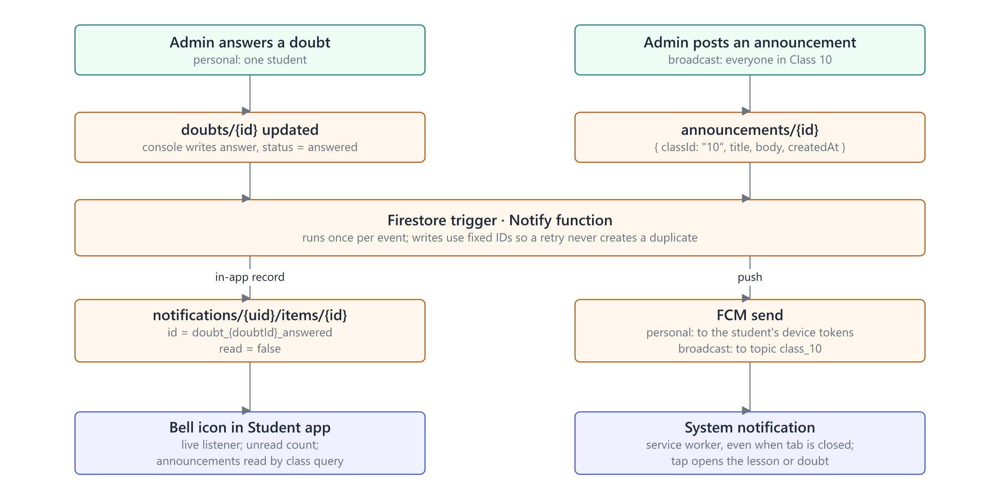 Admin answers a doubt
personal: one student
Admin posts an announcement
broadcast: everyone in Class 10
doubts/{id} updated
console writes answer, status = answered
announcements/{id}
{ classId: "10", title, body, createdAt }
Firestore trigger · Notify function
runs once per event; writes use fixed IDs so a retry never creates a duplicate
in-app record
push
notifications/{uid}/items/{id}
id = doubt_{doubtId}_answered
read = false
FCM send
personal: to the student's device tokens
broadcast: to topic class_10
Bell icon in Student app
live listener; unread count;
announcements read by class query
System notification
service worker, even when tab is closed;
tap opens the lesson or doubt